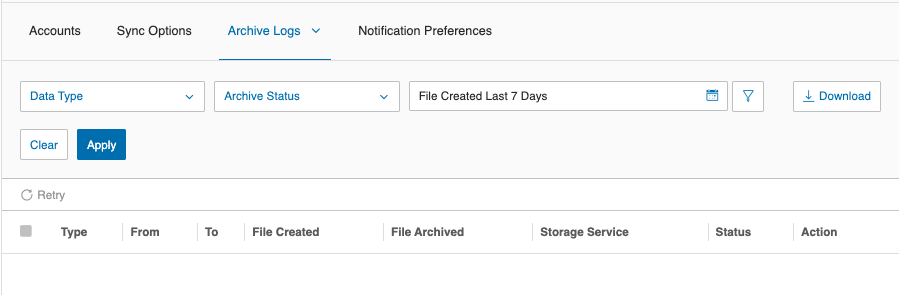 Accounts Sync Options Archive Logs Notification Preferences
Data Type Archive Status File Created Last 7 Days Download
Clear Apply
Retry
Type From To File Created File Archived Storage Service Status Action